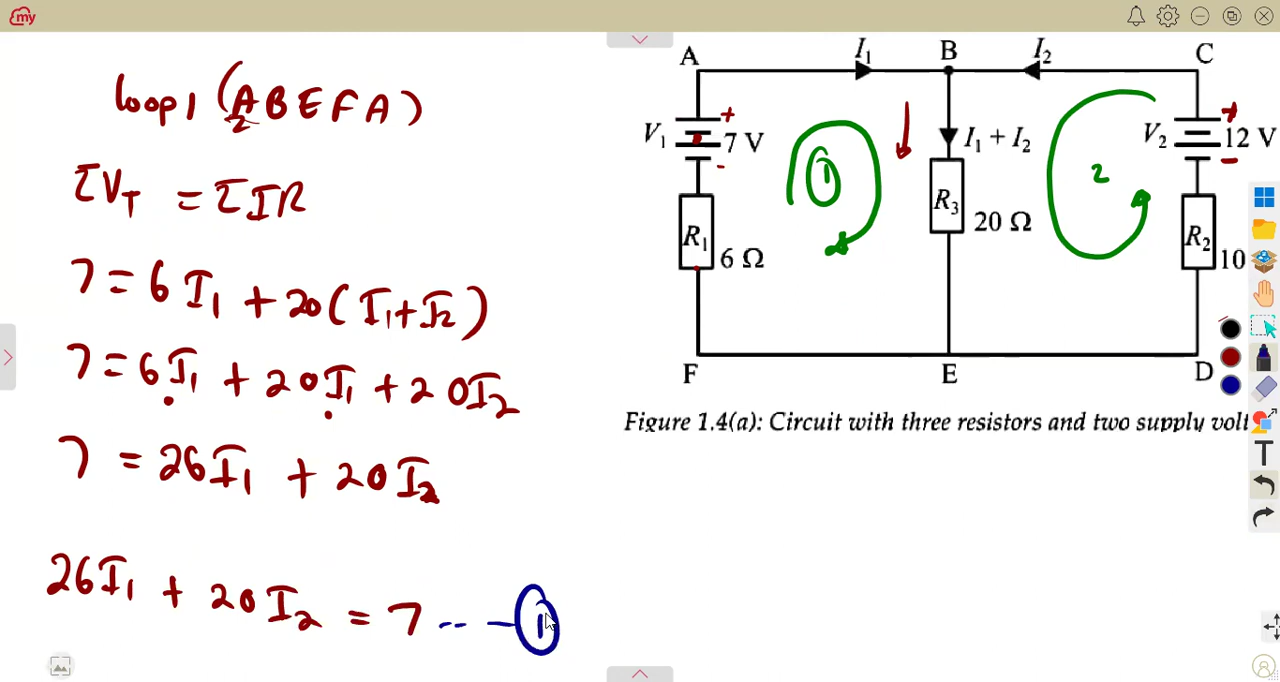 my
loop 1 (ABEFA)
2
ΣV_T = ΣIR
7 = 6I₁ + 20(I₁+I₂)
7 = 6I₁ + 20I₁ + 20I₂
7 = 26I₁ + 20I₂
26I₁ + 20I₂ = 7 -- - 1
A I₁ B I₂ C
V₁ + 7 V -
1
I₁ + I₂
2
V₂ + 12 V -
R₁ 6 Ω
R₃ 20 Ω
R₂ 10
F E D
Figure 1.4(a): Circuit with three resistors and two supply volt
T